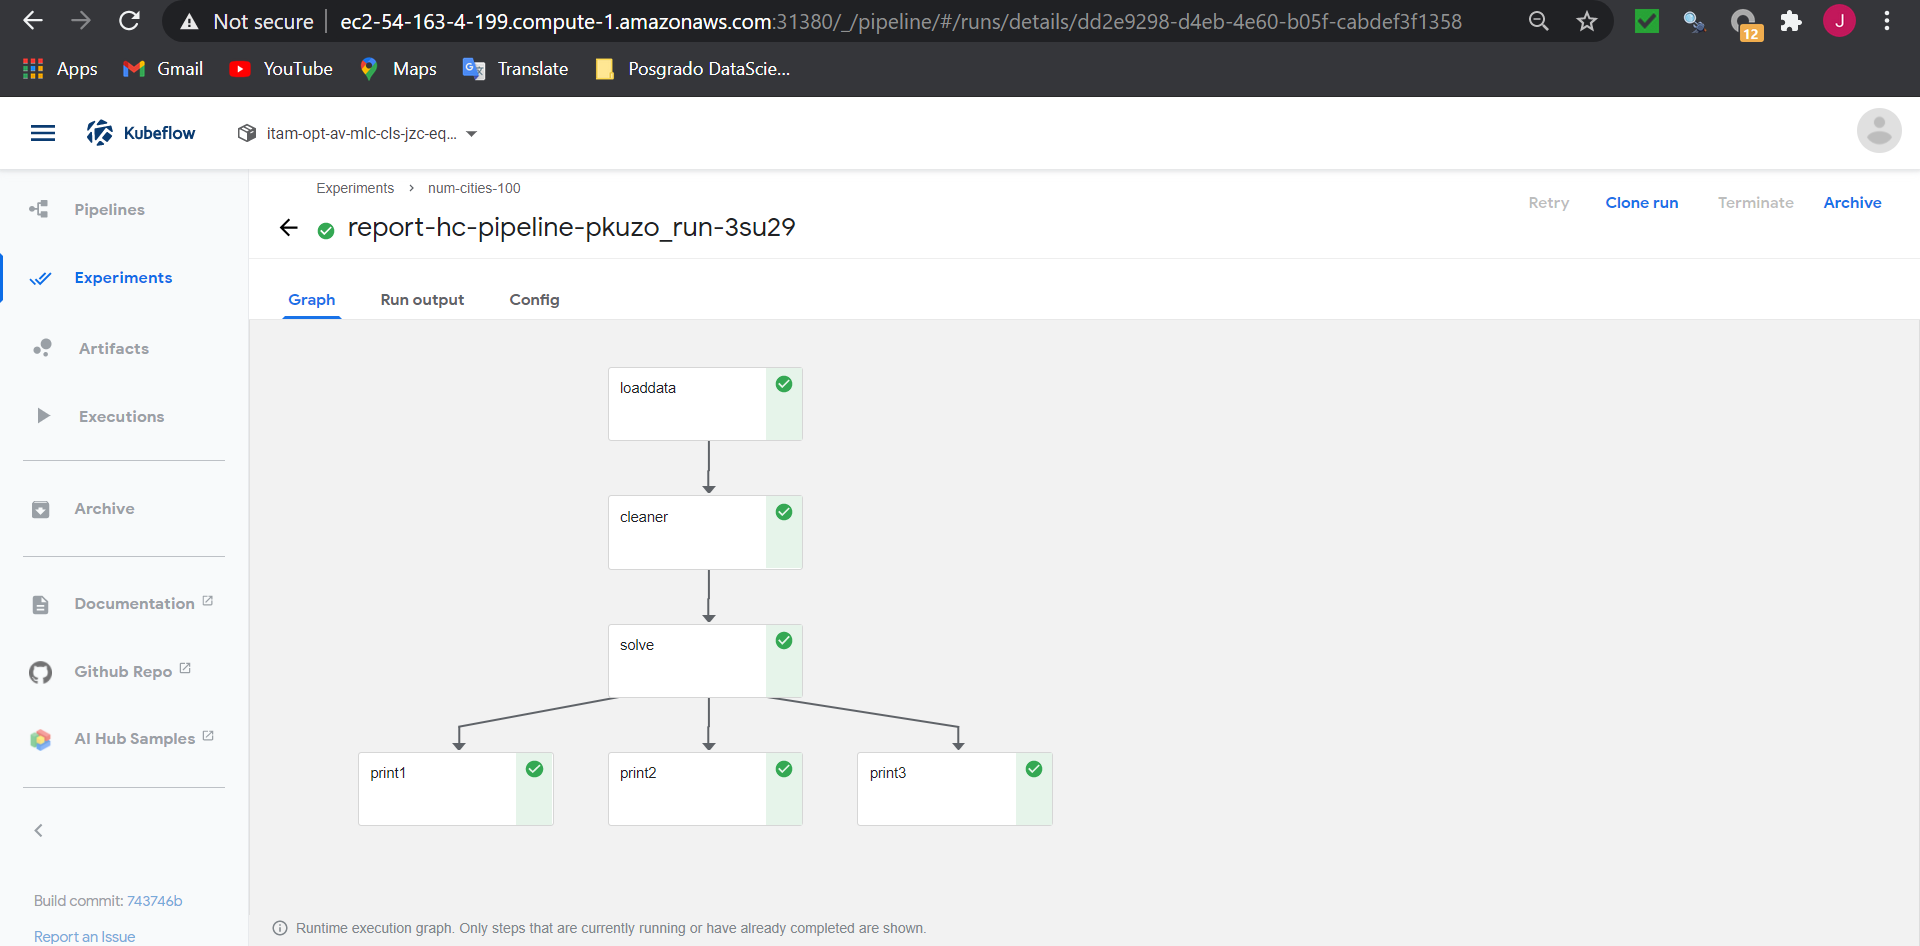 Not secure ec2-54-163-4-199.compute-1.amazonaws.com:31380/_/pipeline/#/runs/details/dd2e9298-d4eb-4e60-b05f-cabdef3f1358
12
J
Apps Gmail YouTube Maps Translate Posgrado DataScie...
Kubeflow itam-opt-av-mlc-cls-jzc-eq...
Experiments > num-cities-100
report-hc-pipeline-pkuzo_run-3su29
Retry Clone run Terminate Archive
Pipelines
Experiments
Artifacts
Executions
Archive
Documentation
Github Repo
AI Hub Samples
Build commit: 743746b
Report an Issue
Graph Run output Config
loaddata
cleaner
solve
print1 print2 print3
Runtime execution graph. Only steps that are currently running or have already completed are shown.